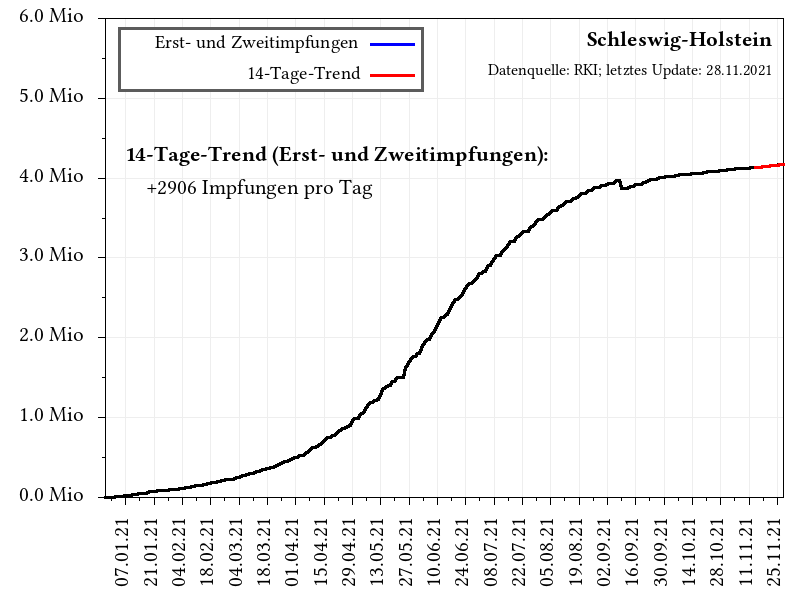 6.0 Mio
5.0 Mio
4.0 Mio
3.0 Mio
2.0 Mio
1.0 Mio
0.0 Mio
Erst- und Zweitimpfungen
14-Tage-Trend
Schleswig-Holstein
Datenquelle: RKI; letztes Update: 28.11.2021
14-Tage-Trend (Erst- und Zweitimpfungen):
+2906 Impfungen pro Tag
07.01.21
21.01.21
04.02.21
18.02.21
04.03.21
18.03.21
01.04.21
15.04.21
29.04.21
13.05.21
27.05.21
10.06.21
24.06.21
08.07.21
22.07.21
05.08.21
19.08.21
02.09.21
16.09.21
30.09.21
14.10.21
28.10.21
11.11.21
25.11.21